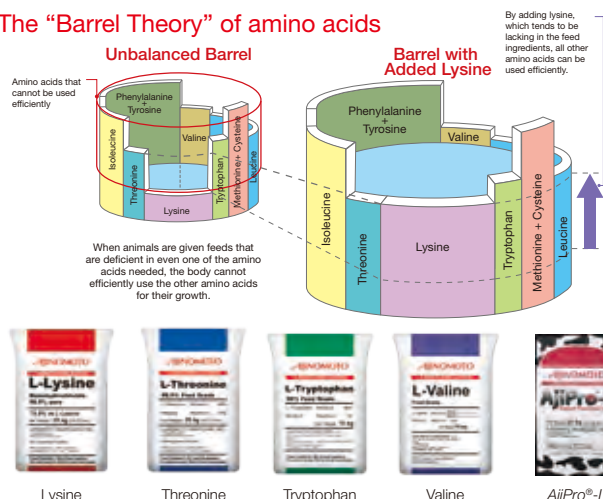 The “Barrel Theory” of amino acids
Unbalanced Barrel
Amino acids that
cannot be used
efficiently
Phenylalanine
+
Tyrosine
Isoleucine
Threonine
Valine
Lysine
Tryptophan
Methionine + Cysteine
Leucine
When animals are given feeds that
are deficient in even one of the amino
acids needed, the body cannot
efficiently use the other amino acids
for their growth.
Barrel with
Added Lysine
By adding lysine,
which tends to be
lacking in the feed
ingredients, all other
amino acids can be
used efficiently.
Phenylalanine
+
Tyrosine
Valine
Isoleucine
Threonine
Lysine
Tryptophan
Methionine + Cysteine
Leucine
AJINOMOTO
L-Lysine
AJINOMOTO
L-Threonine
AJINOMOTO
L-Tryptophan
AJINOMOTO
L-Valine
AJINOMOTO
AjiPro-
Lysine
Threonine
Tryptophan
Valine
AjiPro®-L